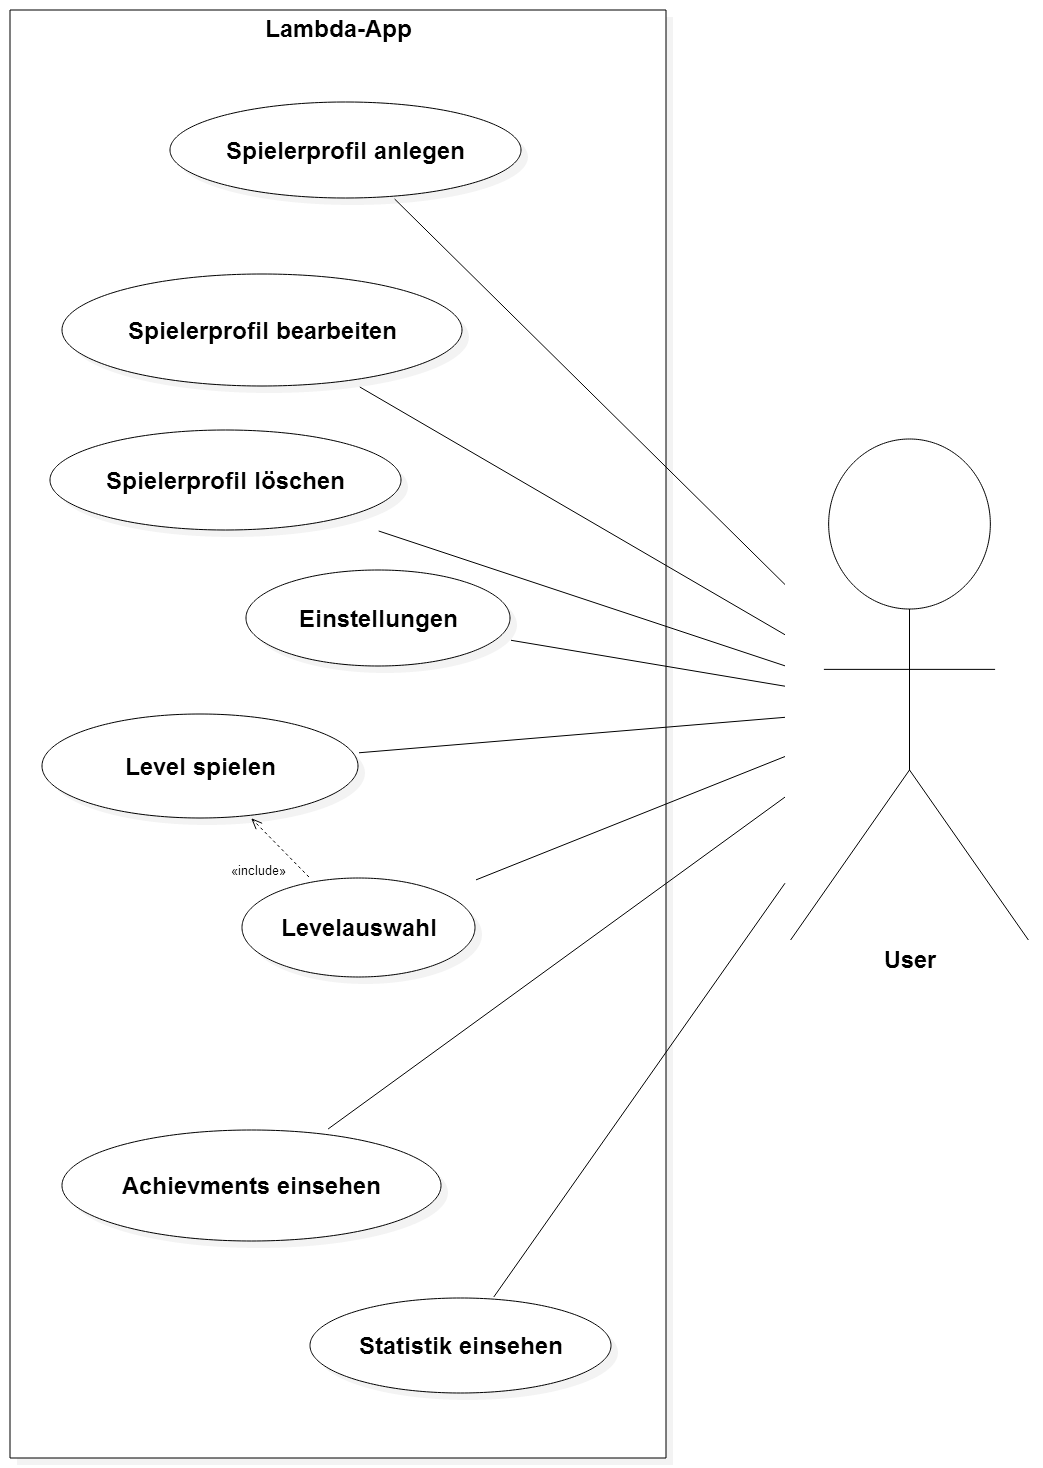 Lambda-App
Spielerprofil anlegen
Spielerprofil bearbeiten
Spielerprofil löschen
Einstellungen
Level spielen
«include»
Levelauswahl
User
Achievments einsehen
Statistik einsehen